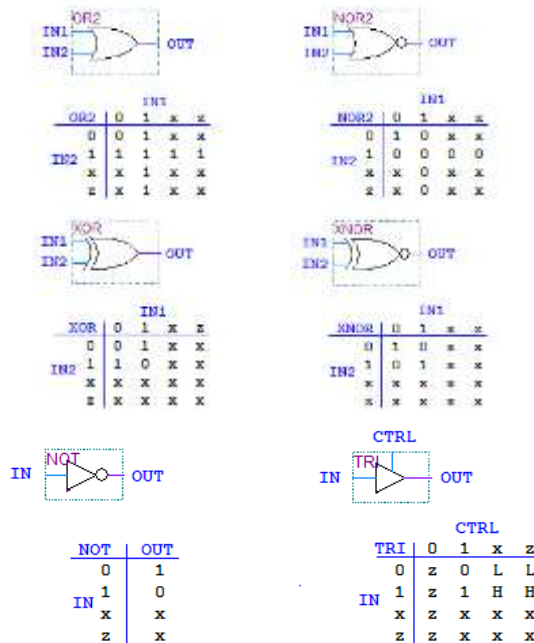 OR2
IN1
IN2
OUT
NOR2
IN1
IN2
OUT
IN1
OR2 0 1 x x
0 0 1 x x
IN2 1 1 1 1 1
x x 1 x x
z x 1 x x
IN1
NOR2 0 1 x x
0 1 0 x x
IN2 1 0 0 0 0
x x 0 x x
z x 0 x x
XOR
IN1
IN2
OUT
XNOR
IN1
IN2
OUT
IN1
XOR 0 1 x z
0 0 1 x x
IN2 1 1 0 x x
x x x x x
z x x x x
IN1
XNOR 0 1 x x
0 1 0 x x
IN2 1 0 1 x x
x x x x x
x x x x x
NOT
IN OUT
CTRL
TRI
IN OUT
NOT OUT
0 1
IN 1 0
x x
z x
CTRL
TRI 0 1 x z
0 z 0 L L
IN 1 z 1 H H
x z x x x
z z x x x